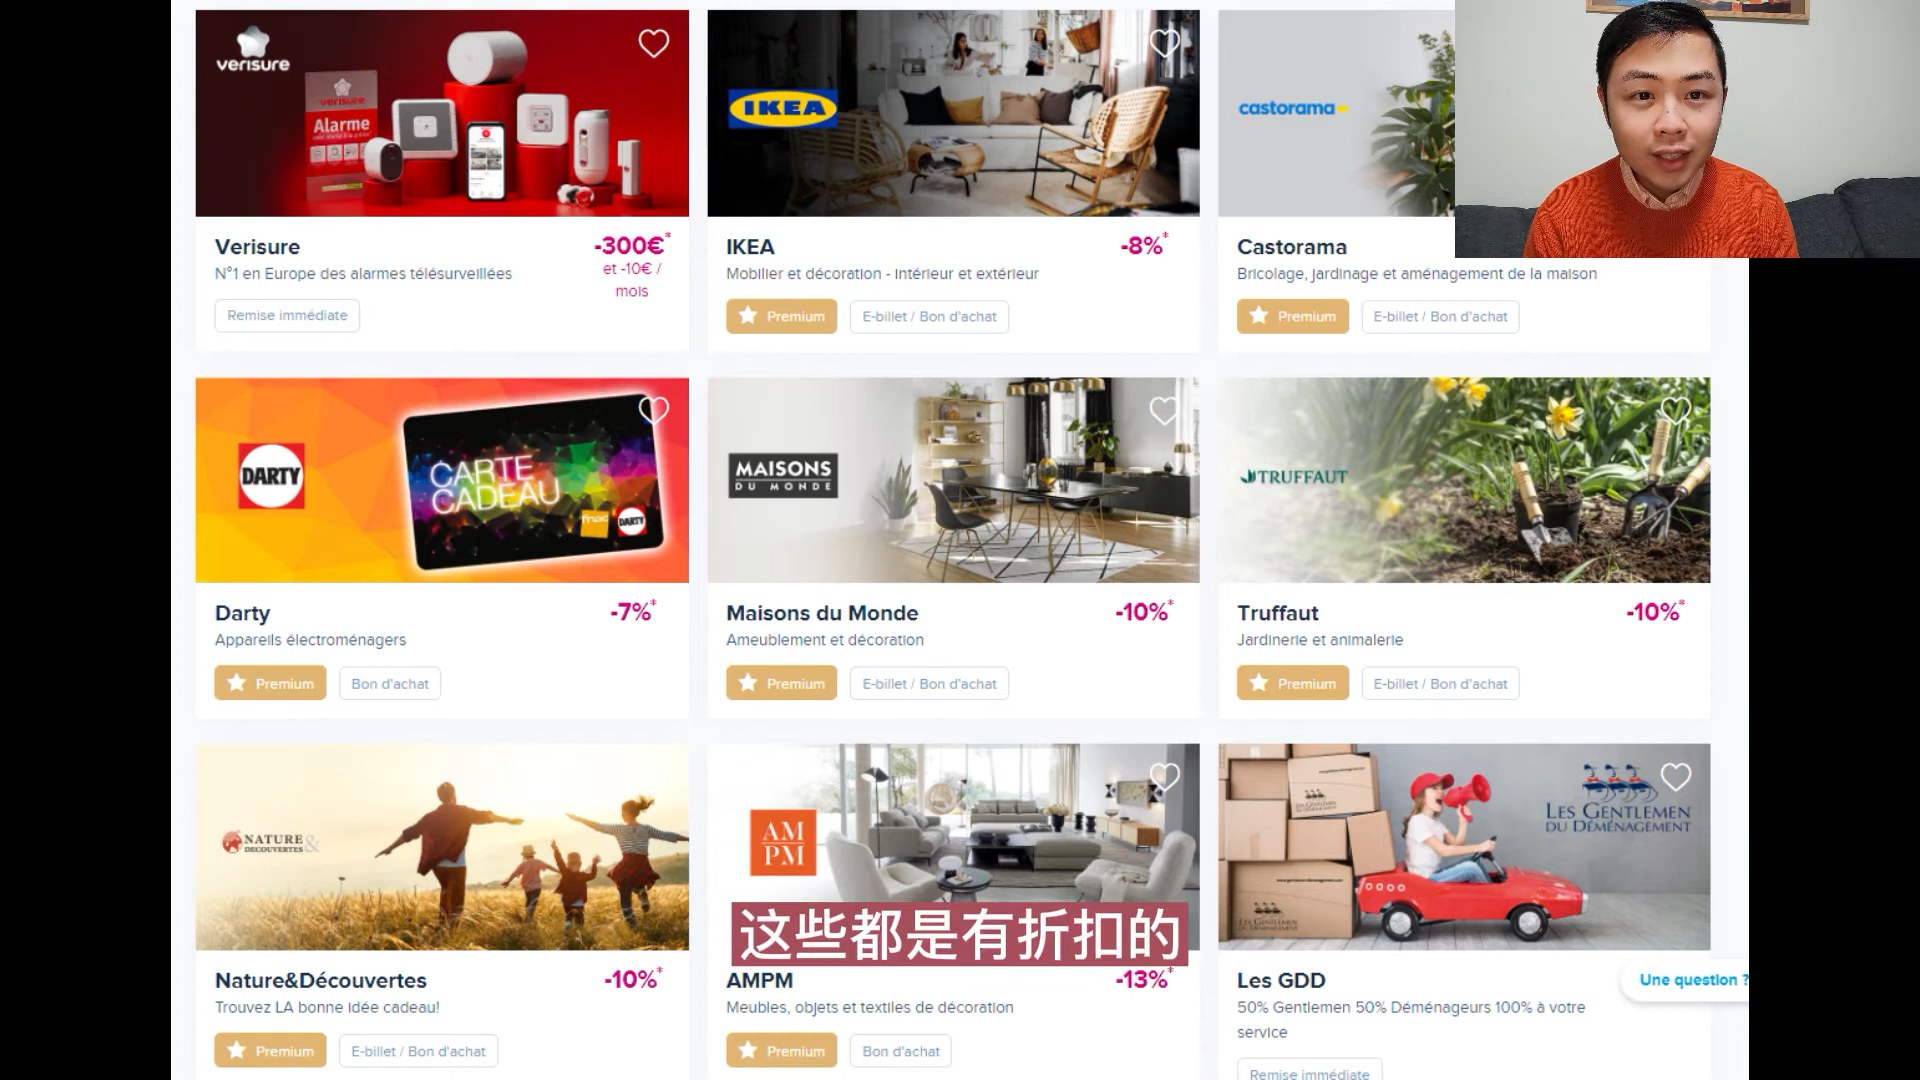 verisure
verisure
Alarme
Verisure
-300€*
N°1 en Europe des alarmes télésurveillées
et -10€ /
mois
Remise immédiate
IKEA
IKEA
-8%*
Mobilier et décoration - Intérieur et extérieur
Premium
E-billet / Bon d'achat
castorama
Castorama
Bricolage, jardinage et aménagement de la maison
Premium
E-billet / Bon d'achat
DARTY
CARTE
CADEAU
fnac
DARTY
Darty
-7%*
Appareils électroménagers
Premium
Bon d'achat
MAISONS
DU MONDE
Maisons du Monde
-10%*
Ameublement et décoration
Premium
E-billet / Bon d'achat
TRUFFAUT
Truffaut
-10%*
Jardinerie et animalerie
Premium
E-billet / Bon d'achat
NATURE &
DECOUVERTES
Nature&Découvertes
-10%*
Trouvez LA bonne idée cadeau!
Premium
E-billet / Bon d'achat
AM
PM
这些都是有折扣的
AMPM
-13%*
Meubles, objets et textiles de décoration
Premium
Bon d'achat
LES GENTLEMEN
DU DÉMÉNAGEMENT
Les GDD
50% Gentlemen 50% Déménageurs 100% à votre
service
Remise immédiate
Une question ?